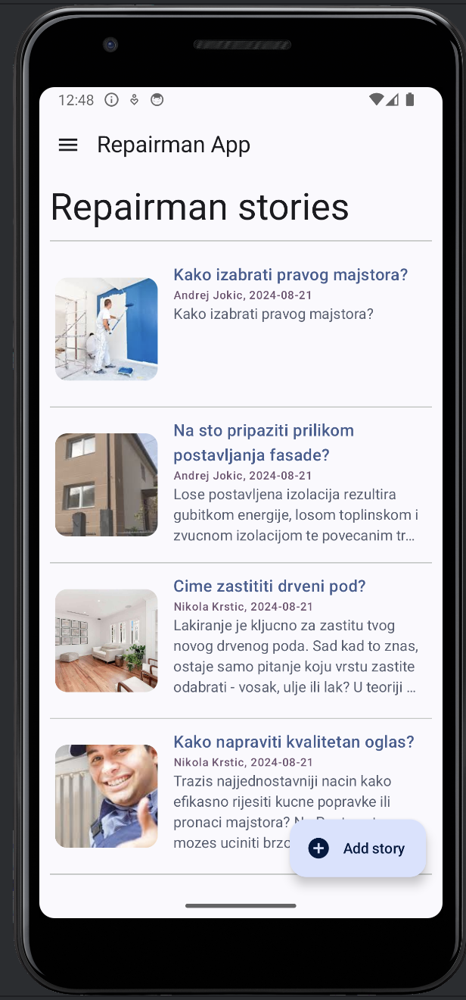 12:48
Repairman App
Repairman stories
Kako izabrati pravog majstora?
Andrej Jokic, 2024-08-21
Kako izabrati pravog majstora?
Na sto pripaziti prilikom
postavljanja fasade?
Andrej Jokic, 2024-08-21
Lose postavljena izolacija rezultira
gubitkom energije, losom toplinskom i
zvucnom izolacijom te povecanim tr…
Cime zastititi drveni pod?
Nikola Krstic, 2024-08-21
Lakiranje je kljucno za zastitu tvog
novog drvenog poda. Sad kad to znas,
ostaje samo pitanje koju vrstu zastite
odabrati - vosak, ulje ili lak? U teoriji …
Kako napraviti kvalitetan oglas?
Nikola Krstic, 2024-08-21
Trazis najjednostavniji nacin kako
efikasno rijesiti kucne popravke ili
pronaci majstora?
mozes uciniti brzo
Add story